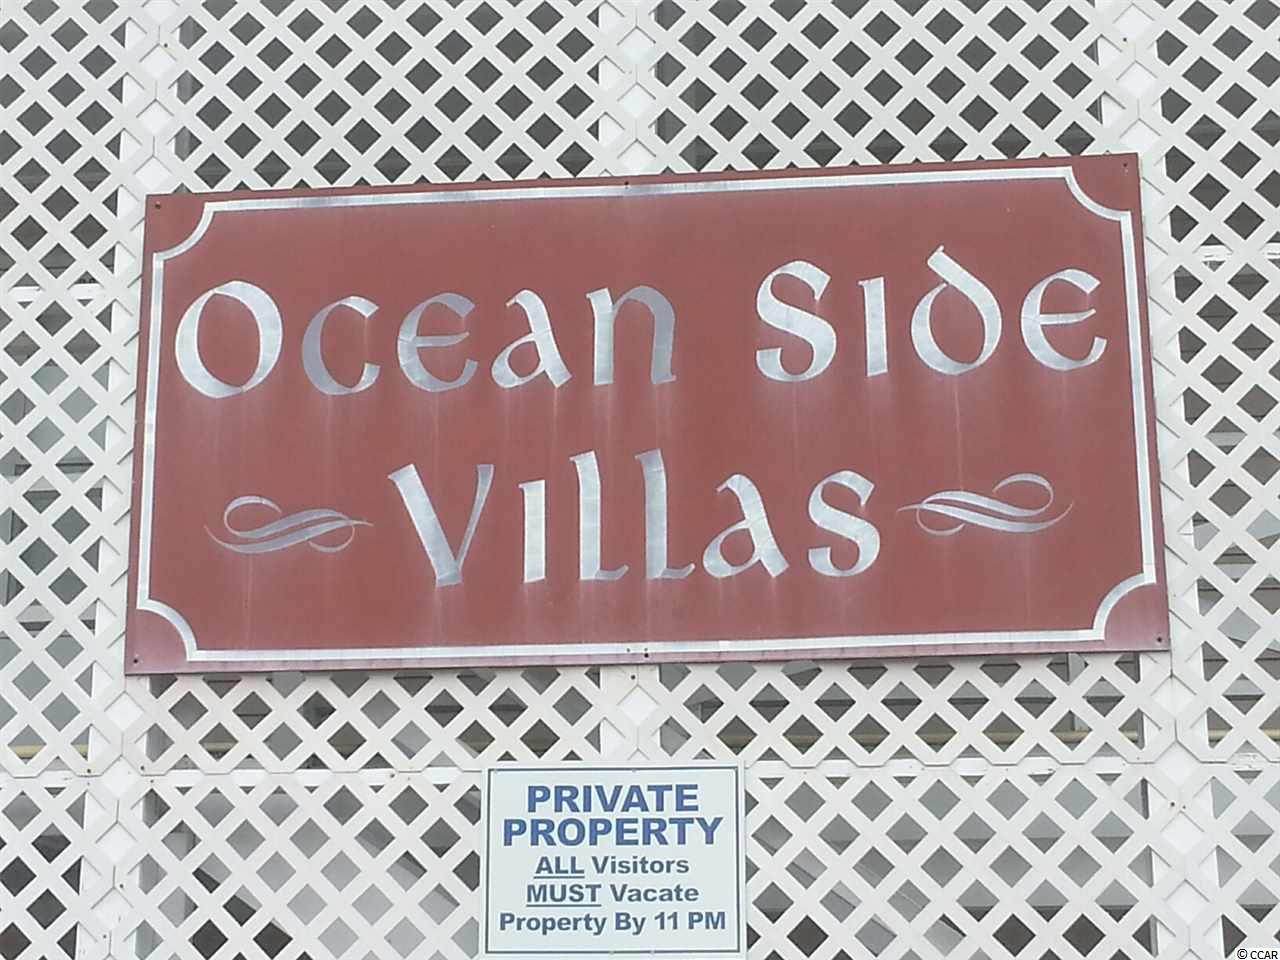 Ocean Side
Villas
PRIVATE
PROPERTY
ALL Visitors
MUST Vacate
Property By 11 PM
© CCAR